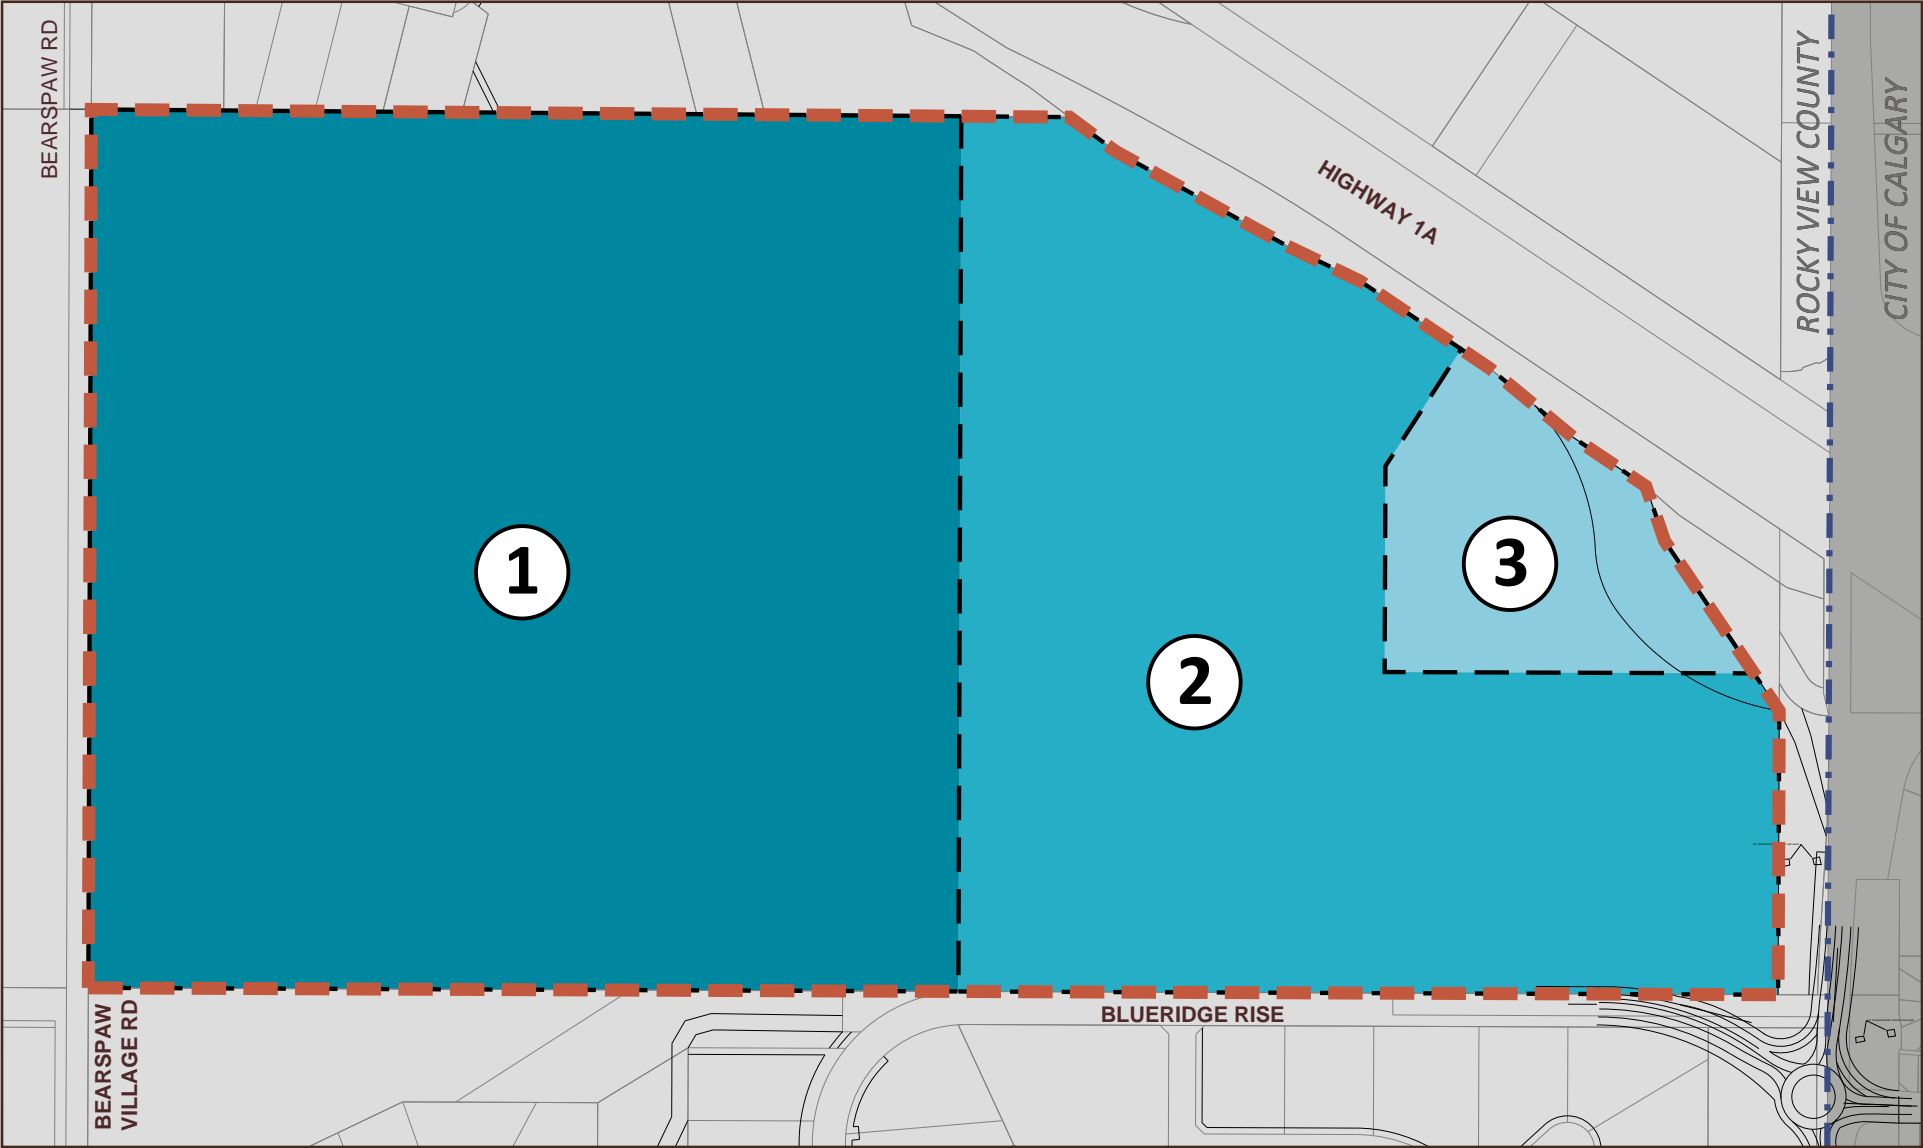 BEARSPAW RD
HIGHWAY 1A
ROCKY VIEW COUNTY
CITY OF CALGARY
1
2
3
BLUERIDGE RISE
BEARSPAW
VILLAGE RD